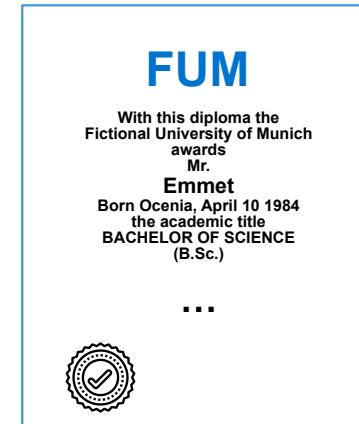 FUM
With this diploma the
Fictional University of Munich
awards
Mr.
Emmet
Born Ocenia, April 10 1984
the academic title
BACHELOR OF SCIENCE
(B.Sc.)
...